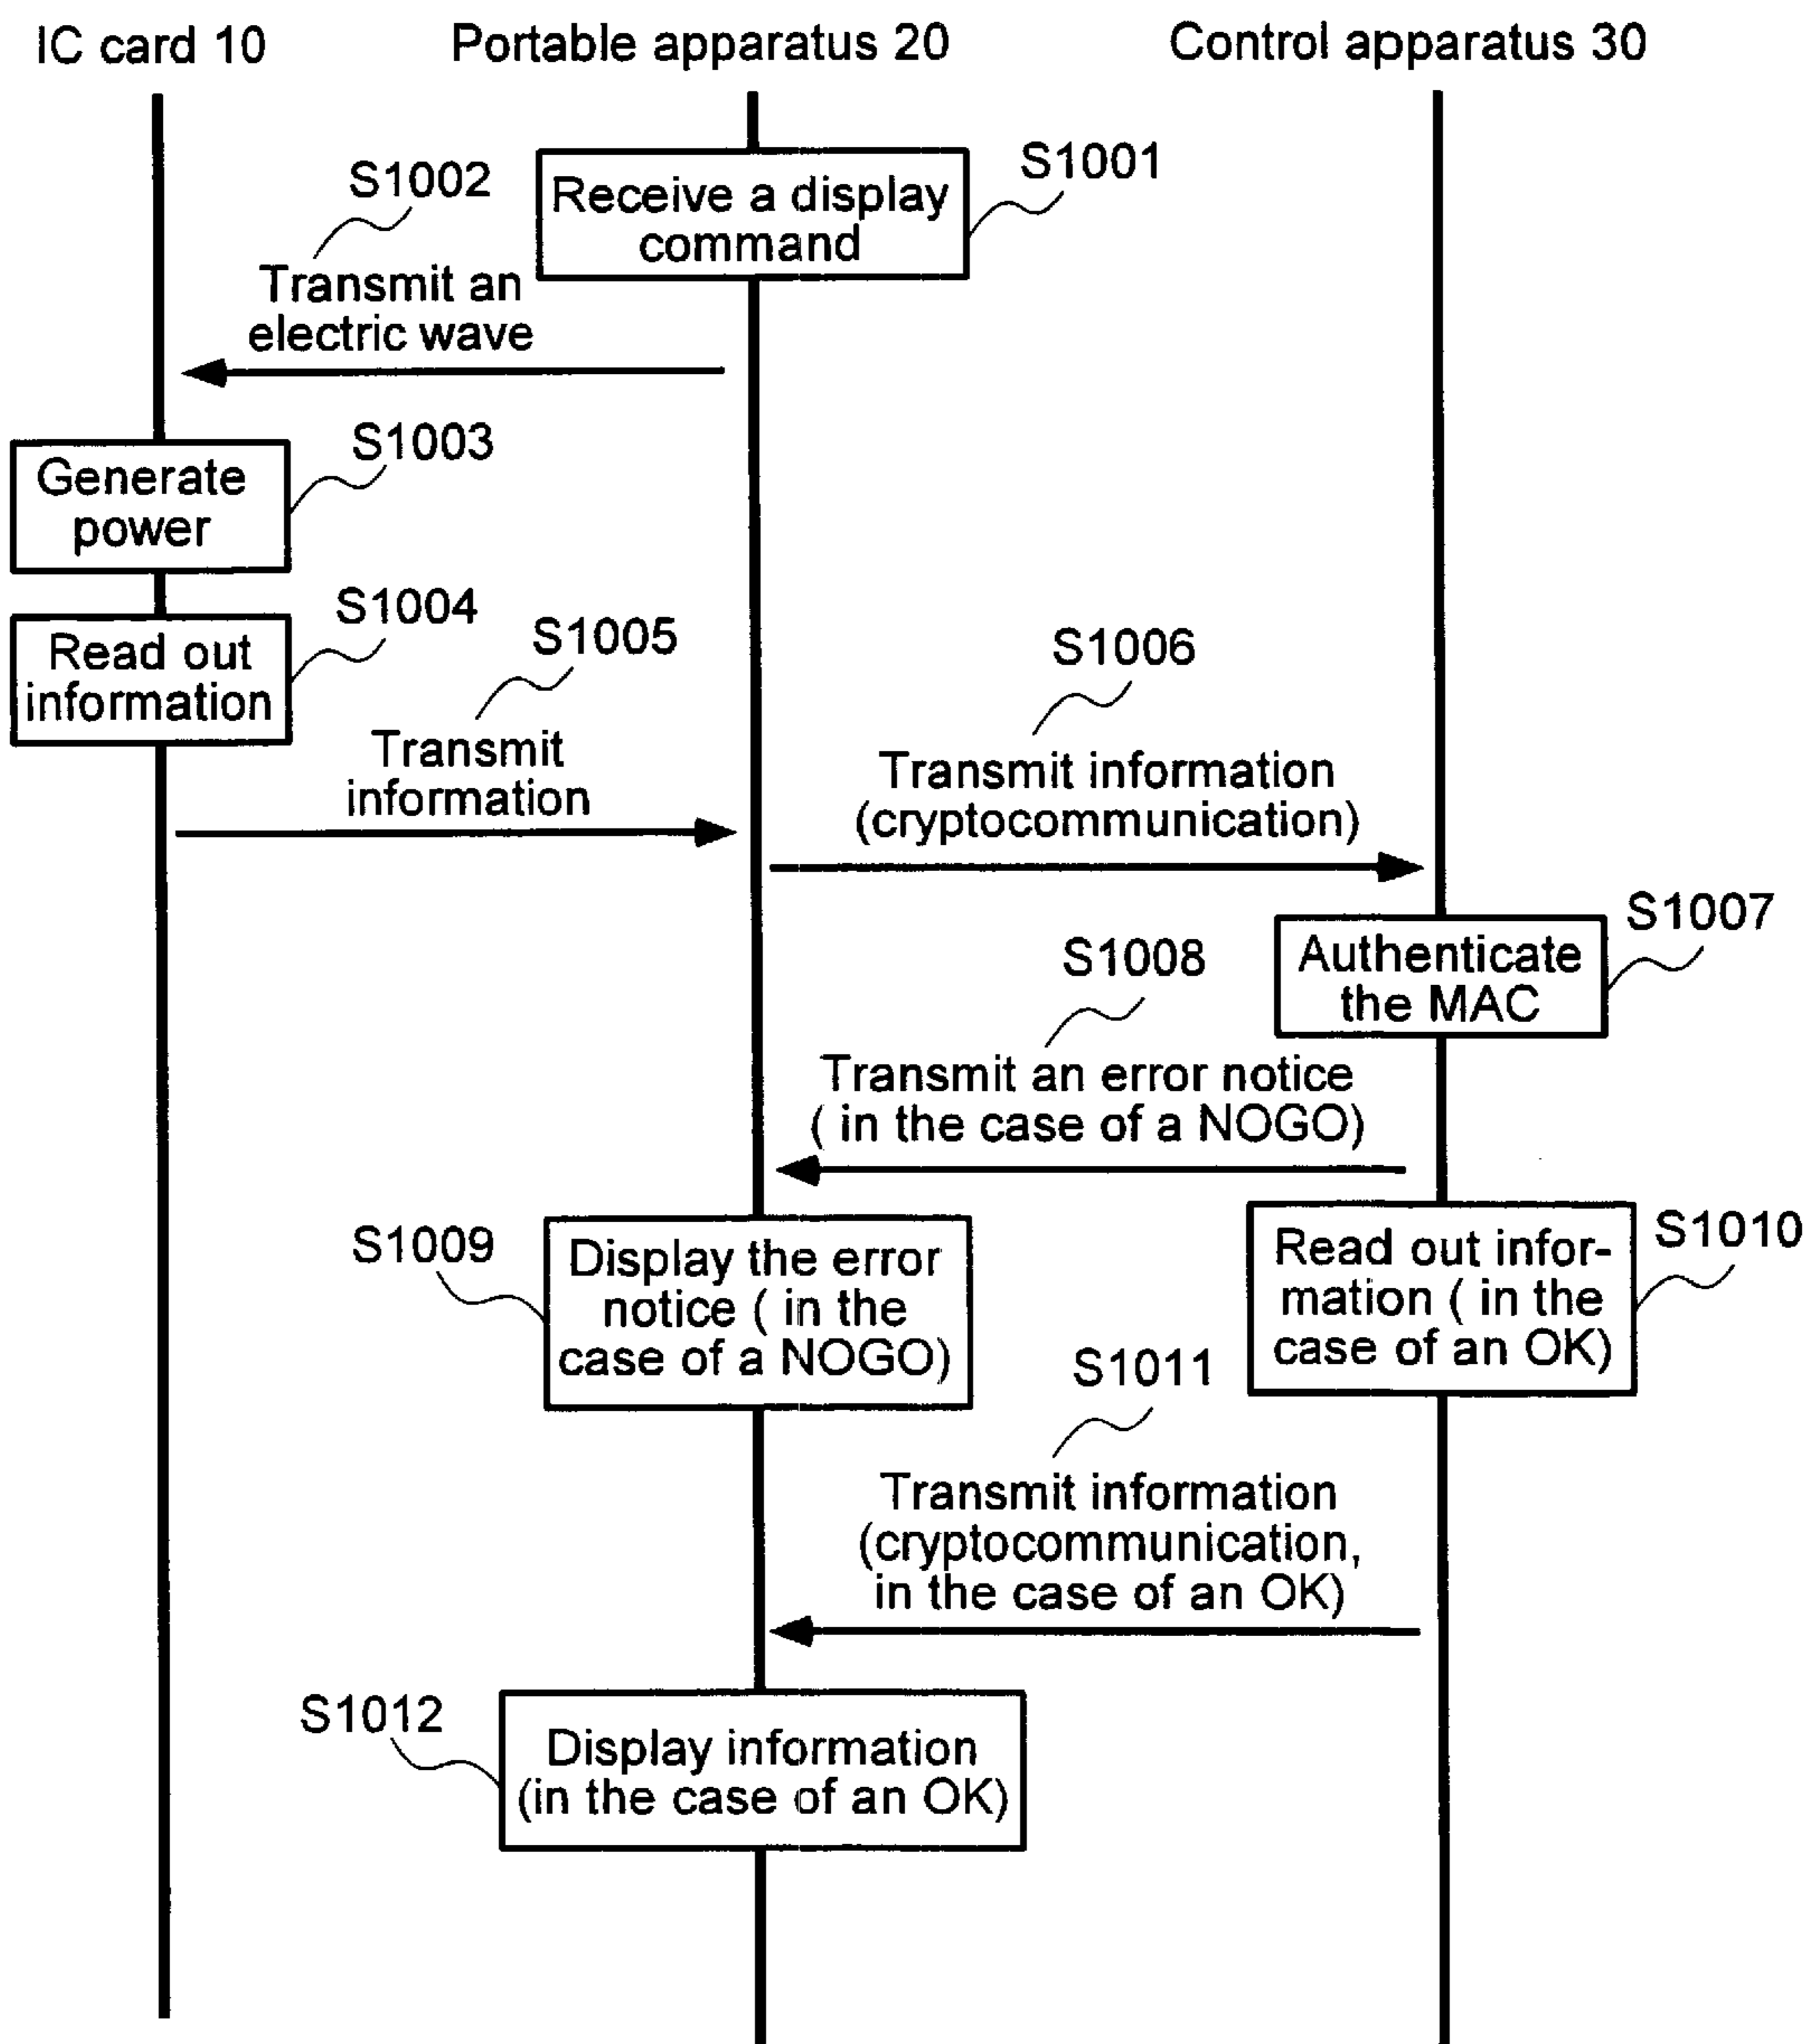 IC card 10
Portable apparatus 20
Control apparatus 30
S1001
Receive a display
command
S1002
Transmit an
electric wave
S1003
Generate
power
S1004
Read out
information
S1005
Transmit
information
S1006
Transmit information
(cryptocommunication)
S1007
Authenticate
the MAC
S1008
Transmit an error notice
( in the case of a NOGO)
S1009
Display the error
notice ( in the
case of a NOGO)
S1010
Read out infor-
mation ( in the
case of an OK)
S1011
Transmit information
(cryptocommunication,
in the case of an OK)
S1012
Display information
(in the case of an OK)